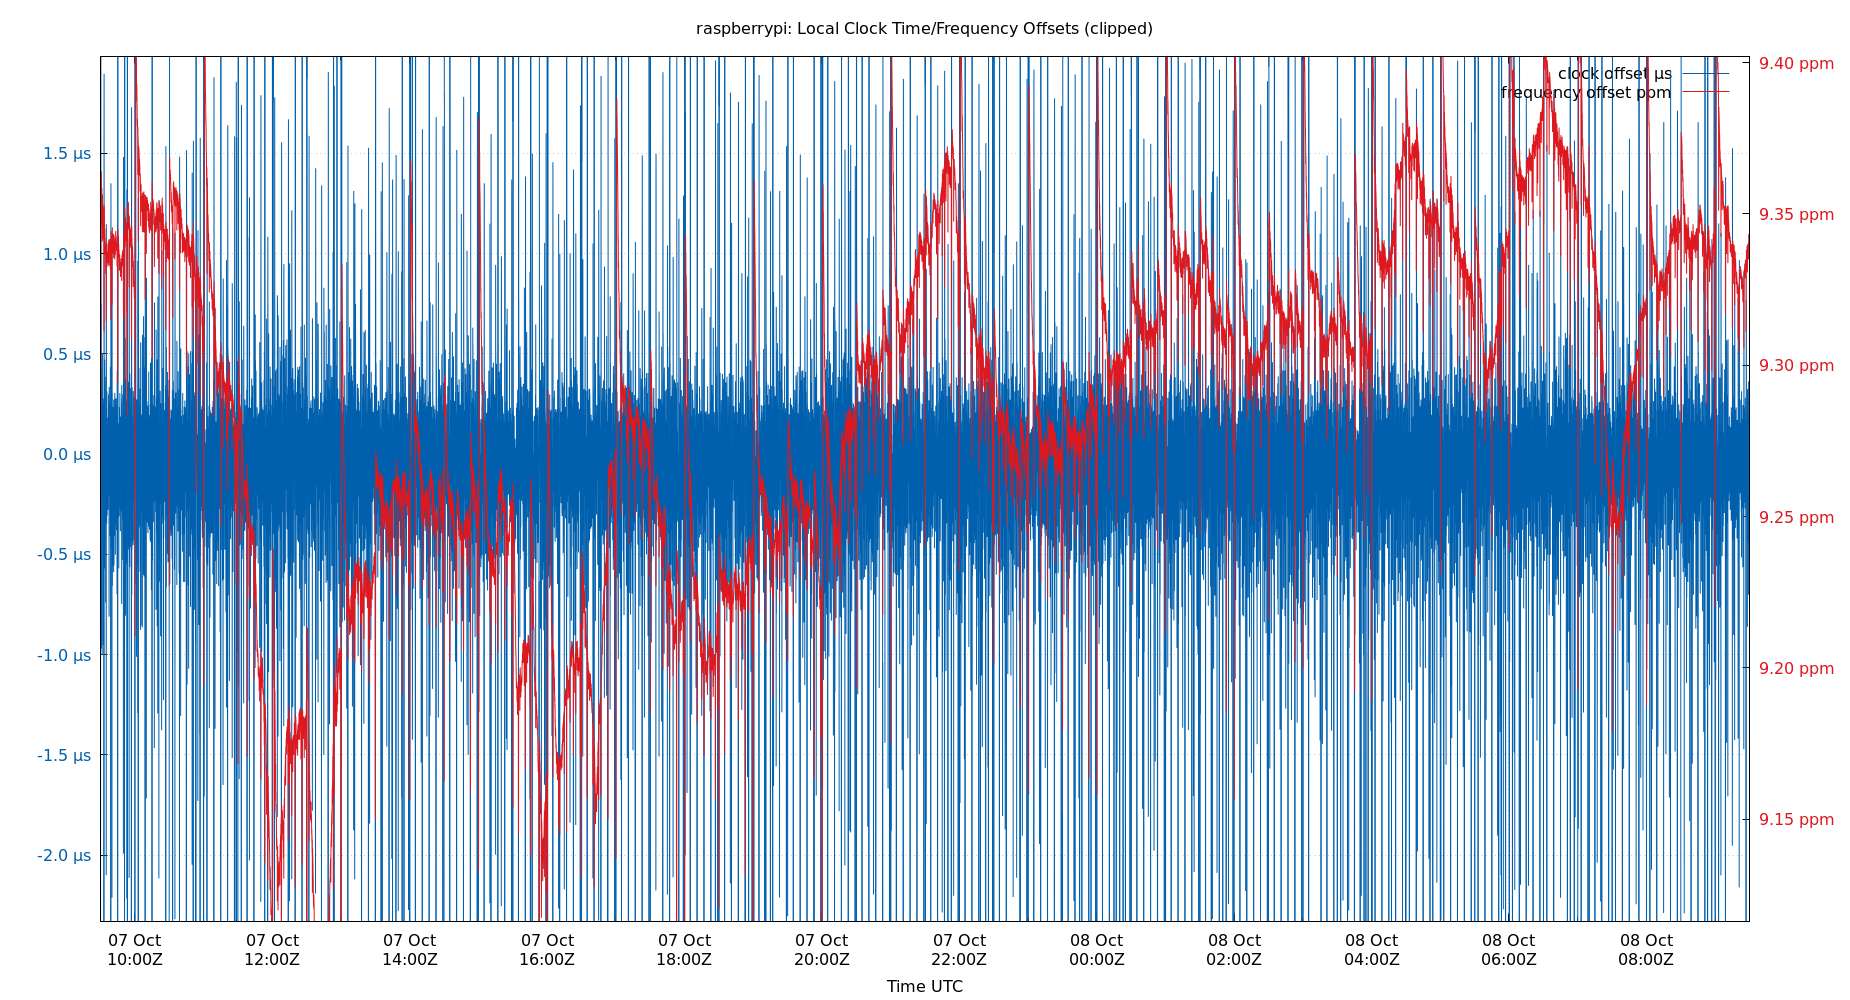 raspberrypi: Local Clock Time/Frequency Offsets (clipped)
clock offset µs
frequency offset ppm
1.5 µs
1.0 µs
0.5 µs
0.0 µs
-0.5 µs
-1.0 µs
-1.5 µs
-2.0 µs
9.40 ppm
9.35 ppm
9.30 ppm
9.25 ppm
9.20 ppm
9.15 ppm
07 Oct 07 Oct 07 Oct 07 Oct 07 Oct 07 Oct 07 Oct 08 Oct 08 Oct 08 Oct 08 Oct 08 Oct
10:00Z 12:00Z 14:00Z 16:00Z 18:00Z 20:00Z 22:00Z 00:00Z 02:00Z 04:00Z 06:00Z 08:00Z
Time UTC